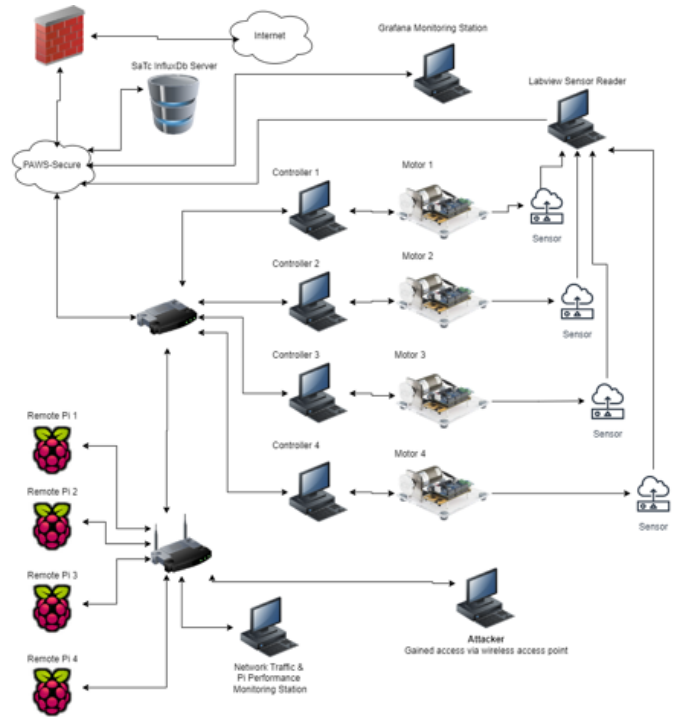 Internet
Grafana Monitoring Station
SaTc InfluxDb Server
Labview Sensor Reader
PAWS-Secure
Controller 1
Motor 1
Sensor
Controller 2
Motor 2
Sensor
Controller 3
Motor 3
Sensor
Controller 4
Motor 4
Sensor
Remote Pi 1
Remote Pi 2
Remote Pi 3
Remote Pi 4
Network Traffic &
Pi Performance
Monitoring Station
Attacker
Gained access via wireless access point